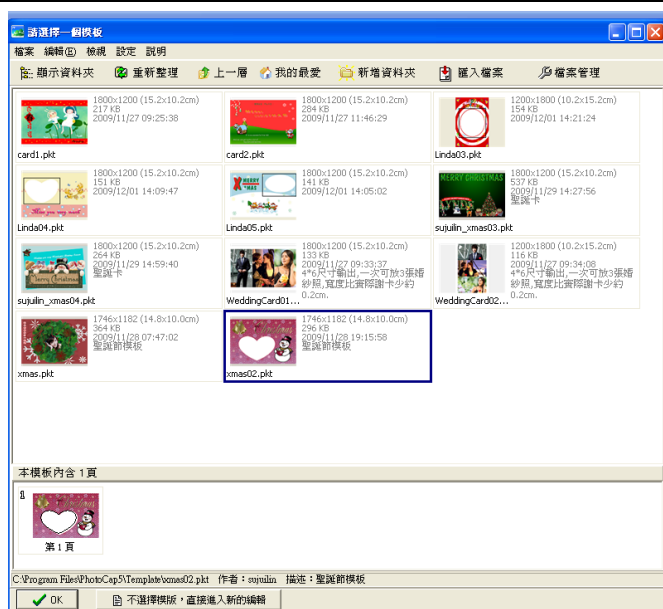 請選擇一個模板
檔案 編輯(E) 檢視 設定 說明
顯示資料夾 重新整理 上一層 我的最愛 新增資料夾 匯入檔案 檔案管理
1800x1200 (15.2x10.2cm)
217 KB
2009/11/27 09:25:38
card1.pkt
1800x1200 (15.2x10.2cm)
284 KB
2009/11/27 11:46:29
card2.pkt
1200x1800 (10.2x15.2cm)
154 KB
2009/12/01 14:21:24
Linda03.pkt
1800x1200 (15.2x10.2cm)
151 KB
2009/12/01 14:09:47
Linda04.pkt
1800x1200 (15.2x10.2cm)
141 KB
2009/12/01 14:05:02
MERRY
Linda05.pkt
1800x1200 (15.2x10.2cm)
537 KB
2009/11/29 14:27:56
聖誕卡
MERRY CHRISTMAS
sujuilin_xmas03.pkt
1800x1200 (15.2x10.2cm)
264 KB
2009/11/29 14:59:40
聖誕卡
Merry Christmas
sujuilin_xmas04.pkt
1800x1200 (15.2x10.2cm)
133 KB
2009/11/27 09:33:37
4*6尺寸輸出,一次可放3張婚
紗照,寬度比實際謝卡少約
0.2cm.
WeddingCard01...
1200x1800 (10.2x15.2cm)
116 KB
2009/11/27 09:34:08
4*6尺寸輸出,一次可放3張婚
紗照,寬度比實際謝卡少約
0.2cm.
WeddingCard02...
1746x1182 (14.8x10.0cm)
364 KB
2009/11/28 07:47:02
聖誕節模板
xmas.pkt
1746x1182 (14.8x10.0cm)
296 KB
2009/11/28 19:15:58
聖誕節模板
xmas02.pkt
本模板內含 1 頁
1
第 1 頁
C:\Program Files\PhotoCap5\Template\xmas02.pkt 作者：sujuilin 描述：聖誕節模板
OK 不選擇模版，直接進入新的編輯